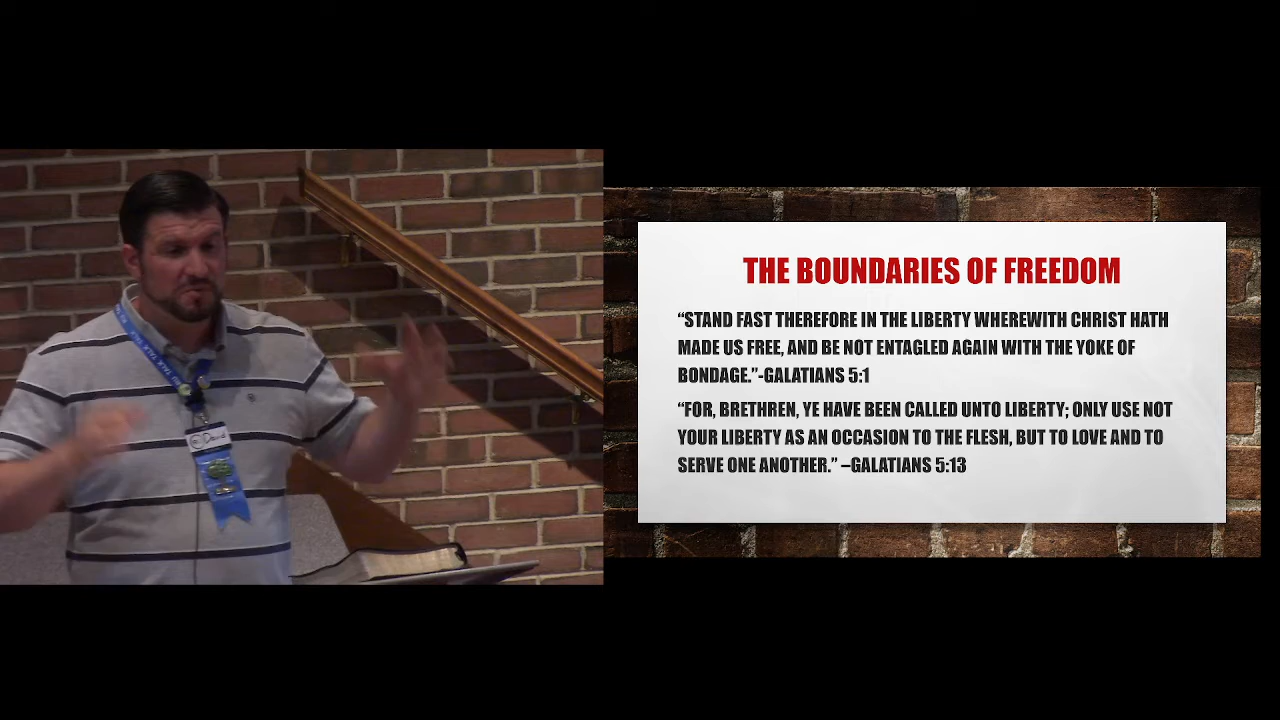 THE BOUNDARIES OF FREEDOM
“STAND FAST THEREFORE IN THE LIBERTY WHEREWITH CHRIST HATH
MADE US FREE, AND BE NOT ENTAGLED AGAIN WITH THE YOKE OF
BONDAGE.”-GALATIANS 5:1
“FOR, BRETHREN, YE HAVE BEEN CALLED UNTO LIBERTY; ONLY USE NOT
YOUR LIBERTY AS AN OCCASION TO THE FLESH, BUT TO LOVE AND TO
SERVE ONE ANOTHER.” –GALATIANS 5:13
David
TALK